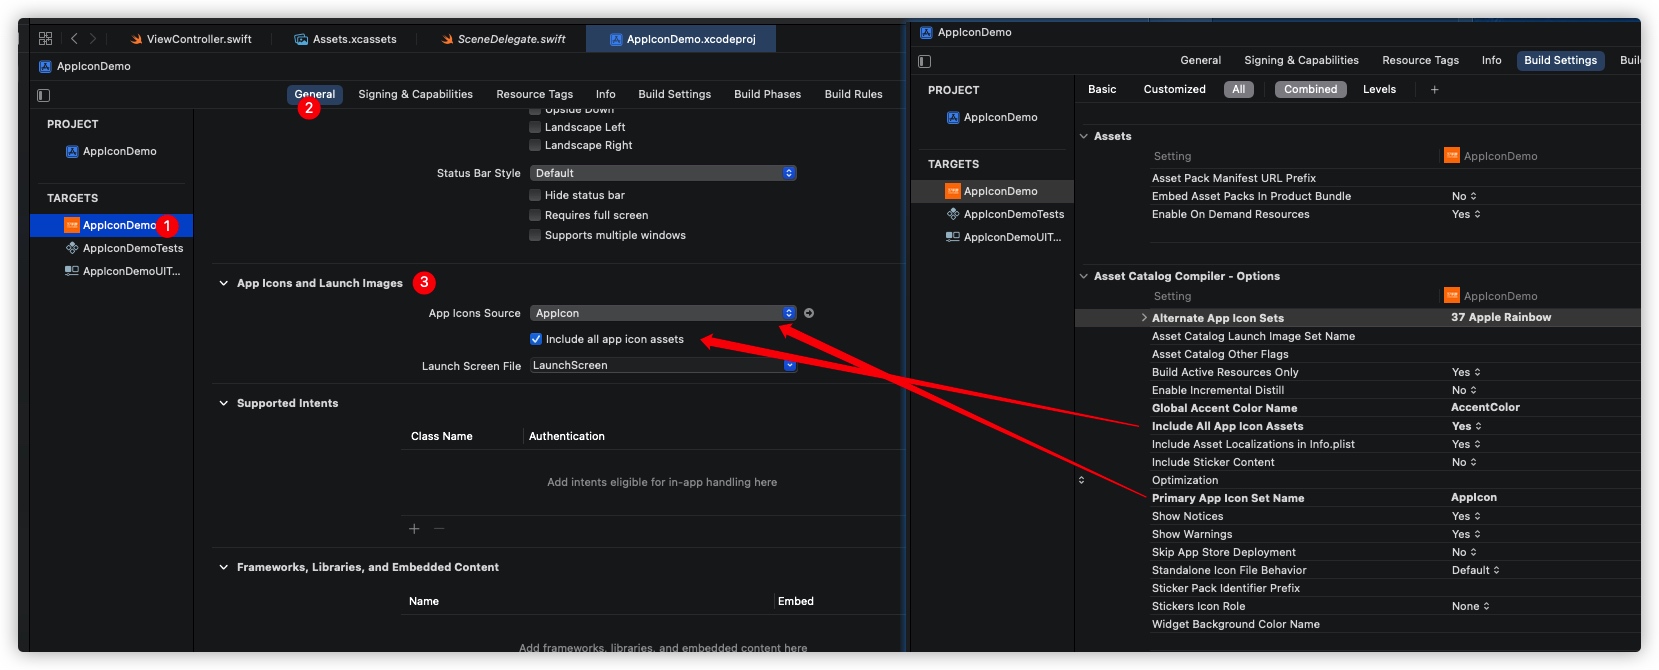 ViewController.swift
Assets.xcassets
SceneDelegate.swift
AppIconDemo.xcodeproj
AppIconDemo
General
Signing & Capabilities
Resource Tags
Info
Build Settings
Build Phases
Build Rules
2
PROJECT
AppIconDemo
TARGETS
AppIconDemo
1
AppIconDemoTests
AppIconDemoUIT...
Upside Down
Landscape Left
Landscape Right
Status Bar Style
Default
Hide status bar
Requires full screen
Supports multiple windows
App Icons and Launch Images
3
App Icons Source
AppIcon
Include all app icon assets
Launch Screen File
LaunchScreen
Supported Intents
Class Name
Authentication
Add intents eligible for in-app handling here
Frameworks, Libraries, and Embedded Content
Name
Embed
Add frameworks, libraries, and embedded content here
AppIconDemo
General
Signing & Capabilities
Resource Tags
Info
Build Settings
Buil
PROJECT
AppIconDemo
TARGETS
AppIconDemo
AppIconDemoTests
AppIconDemoUIT...
Basic
Customized
All
Combined
Levels
+
Assets
Setting
AppIconDemo
Asset Pack Manifest URL Prefix
Embed Asset Packs In Product Bundle
No
Enable On Demand Resources
Yes
Asset Catalog Compiler - Options
Setting
AppIconDemo
Alternate App Icon Sets
37 Apple Rainbow
Asset Catalog Launch Image Set Name
Asset Catalog Other Flags
Build Active Resources Only
Yes
Enable Incremental Distill
No
Global Accent Color Name
AccentColor
Include All App Icon Assets
Yes
Include Asset Localizations in Info.plist
Yes
Include Sticker Content
No
Optimization
Primary App Icon Set Name
AppIcon
Show Notices
Yes
Show Warnings
Yes
Skip App Store Deployment
No
Standalone Icon File Behavior
Default
Sticker Pack Identifier Prefix
Stickers Icon Role
None
Widget Background Color Name